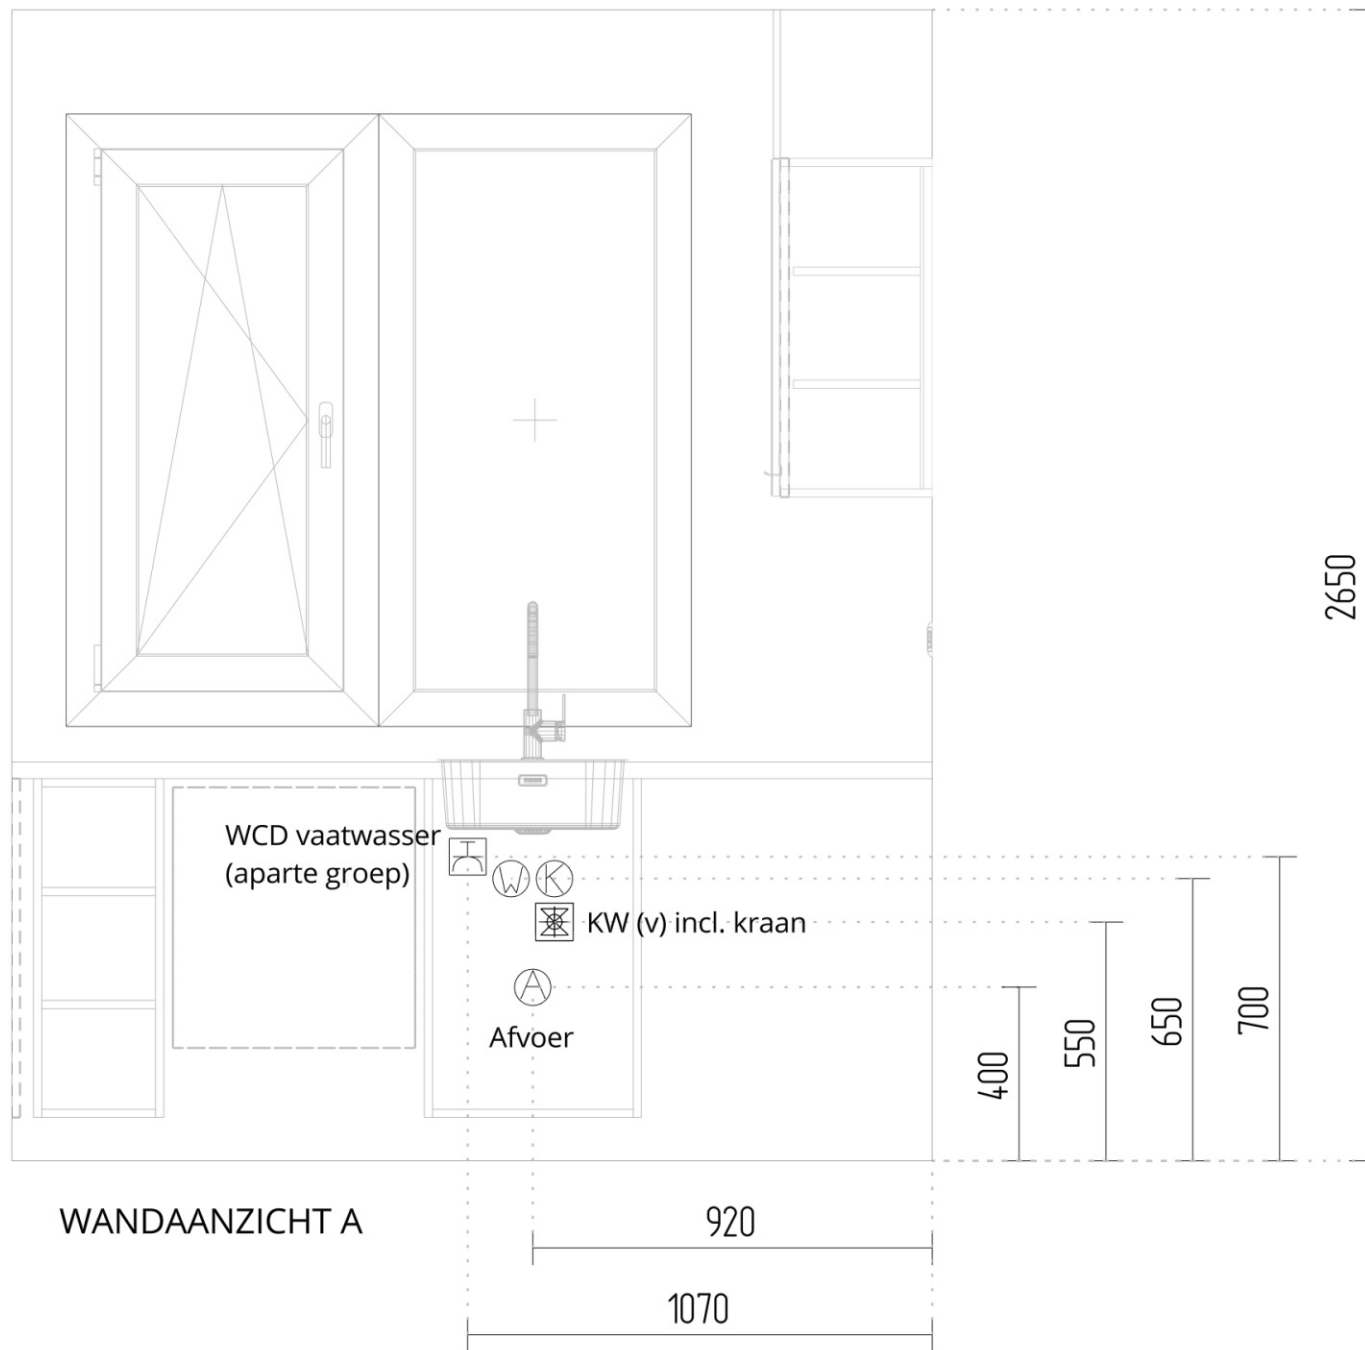 2650
WCD vaatwasser
(aparte groep)
W K
KW (v) incl. kraan
A
Afvoer
400
550
650
700
WANDAANZICHT A
920
1070